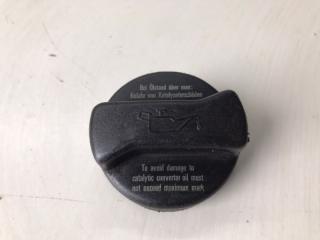 Bei Ölstand über max:
Gefahr von Katalysatorschäden
To avoid damage to
catalytic converter oil must
not exceed maximum mark